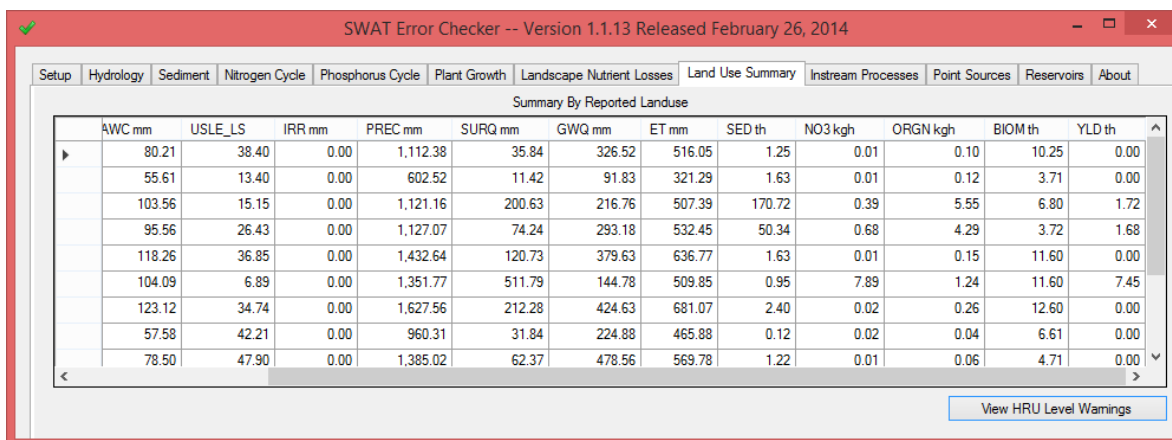 SWAT Error Checker -- Version 1.1.13 Released February 26, 2014
Setup Hydrology Sediment Nitrogen Cycle Phosphorus Cycle Plant Growth Landscape Nutrient Losses Land Use Summary Instream Processes Point Sources Reservoirs About
Summary By Reported Landuse
AWC mm USLE_LS IRR mm PREC mm SURQ mm GWQ mm ET mm SED th NO3 kgh ORGN kgh BIOM th YLD th
80.21 38.40 0.00 1,112.38 35.84 326.52 516.05 1.25 0.01 0.10 10.25 0.00
55.61 13.40 0.00 602.52 11.42 91.83 321.29 1.63 0.01 0.12 3.71 0.00
103.56 15.15 0.00 1,121.16 200.63 216.76 507.39 170.72 0.39 5.55 6.80 1.72
95.56 26.43 0.00 1,127.07 74.24 293.18 532.45 50.34 0.68 4.29 3.72 1.68
118.26 36.85 0.00 1,432.64 120.73 379.63 636.77 1.63 0.01 0.15 11.60 0.00
104.09 6.89 0.00 1,351.77 511.79 144.78 509.85 0.95 7.89 1.24 11.60 7.45
123.12 34.74 0.00 1,627.56 212.28 424.63 681.07 2.40 0.02 0.26 12.60 0.00
57.58 42.21 0.00 960.31 31.84 224.88 465.88 0.12 0.02 0.04 6.61 0.00
78.50 47.90 0.00 1,385.02 62.37 478.56 569.78 1.22 0.01 0.06 4.71 0.00
View HRU Level Warnings